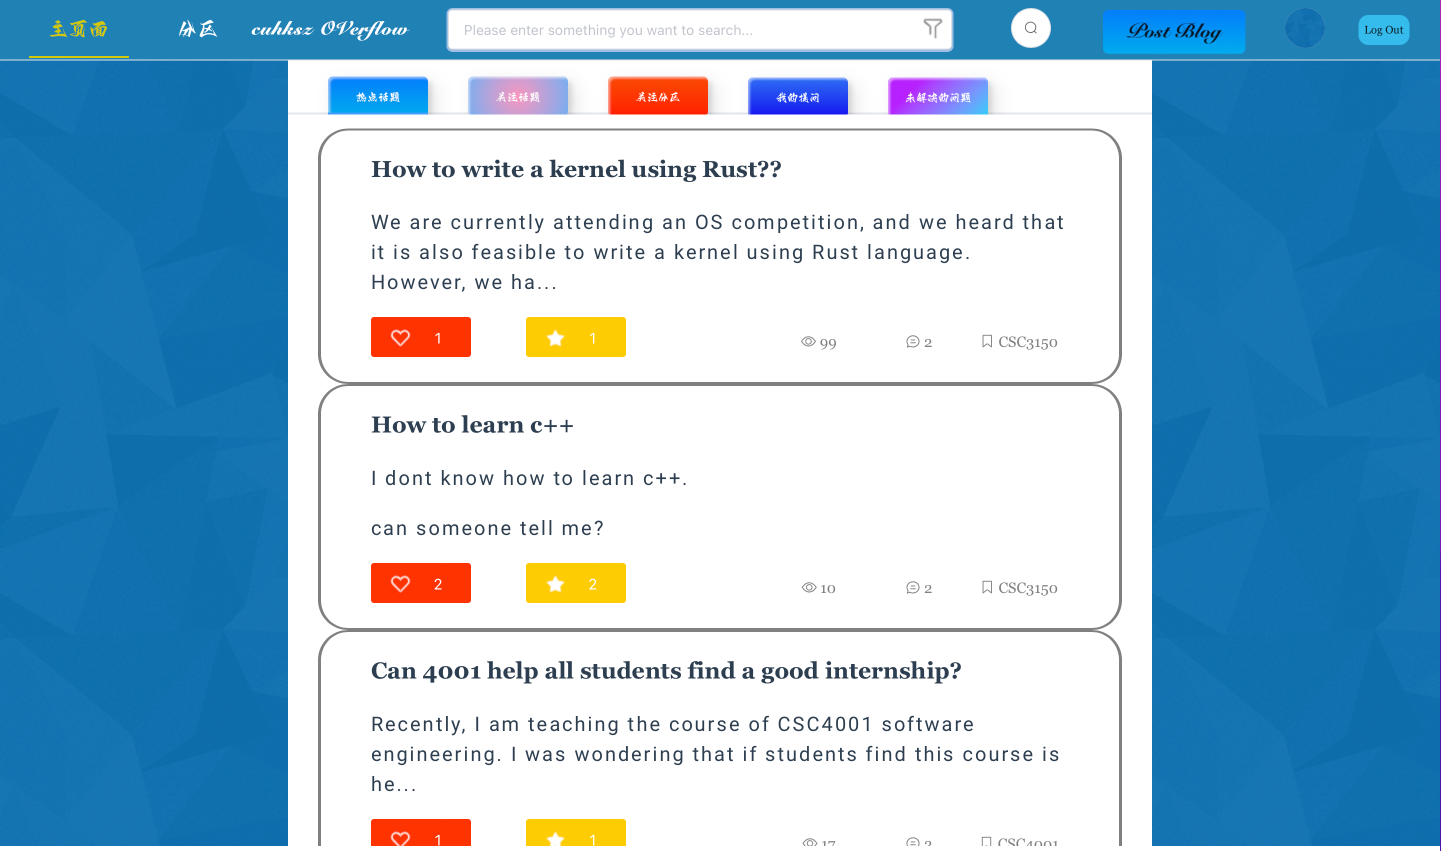 主页面
分区
cuhksz OVerflow
Please enter something you want to search...
Post Blog
Log Out
热点话题
关注话题
关注分区
我的提问
未解决的问题
How to write a kernel using Rust??
We are currently attending an OS competition, and we heard that
it is also feasible to write a kernel using Rust language.
However, we ha...
1
1
99
2
CSC3150
How to learn c++
I dont know how to learn c++.
can someone tell me?
2
2
10
2
CSC3150
Can 4001 help all students find a good internship?
Recently, I am teaching the course of CSC4001 software
engineering. I was wondering that if students find this course is
he...
1
1
17
CSC4001